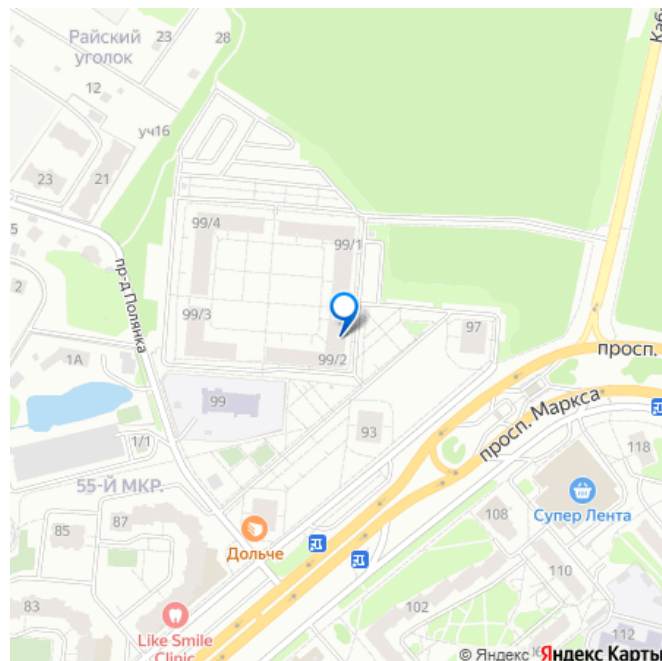 Райский
уголок
23
28
21
12
уч16
23
21
5
2
пр-д Полянка
99/4
99/1
99/3
99/2
97
просп.
просп. Маркса
1А
99
1/1
93
55-Й МКР.
85
87
Дольче
83
Like Smile
Clinic
118
Супер Лента
108
110
102
112
© Яндекс
Яндекс Карты